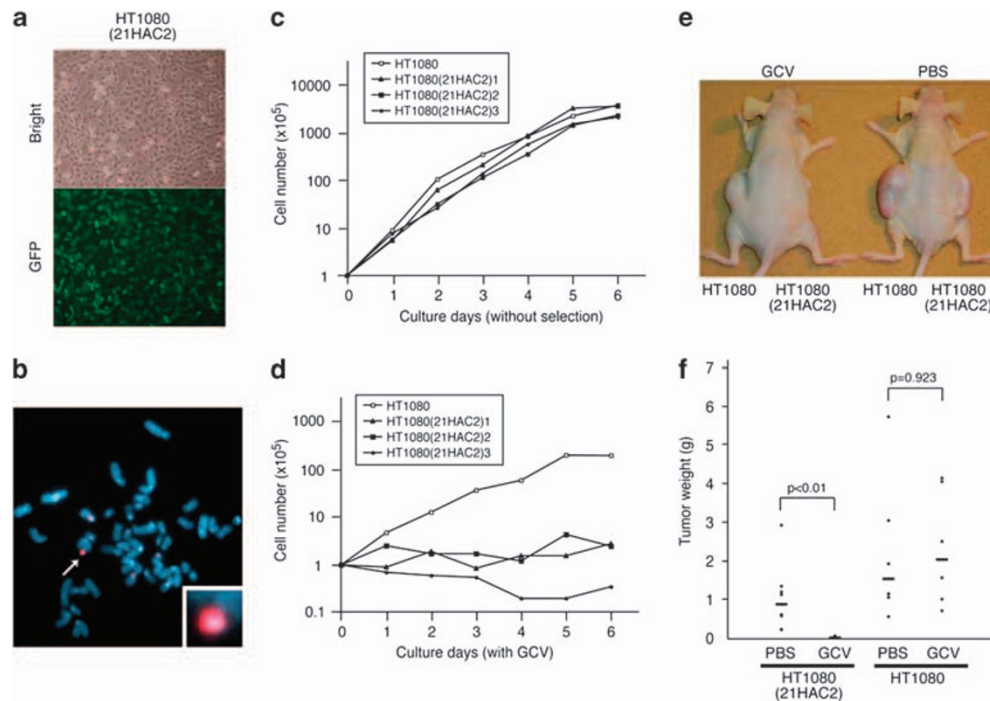 a
HT1080
(21HAC2)
Bright
GFP
b
c
HT1080
HT1080(21HAC2)1
HT1080(21HAC2)2
HT1080(21HAC2)3
Cell number (x10⁵)
10000
1000
100
10
1
0 1 2 3 4 5 6
Culture days (without selection)
d
HT1080
HT1080(21HAC2)1
HT1080(21HAC2)2
HT1080(21HAC2)3
Cell number (x10⁵)
1000
100
10
1
0.1
0 1 2 3 4 5 6
Culture days (with GCV)
e
GCV PBS
HT1080 HT1080 HT1080 HT1080
(21HAC2) (21HAC2)
f
Tumor weight (g)
7
6
5
4
3
2
1
0
p<0.01
p=0.923
PBS GCV PBS GCV
HT1080 HT1080
(21HAC2)